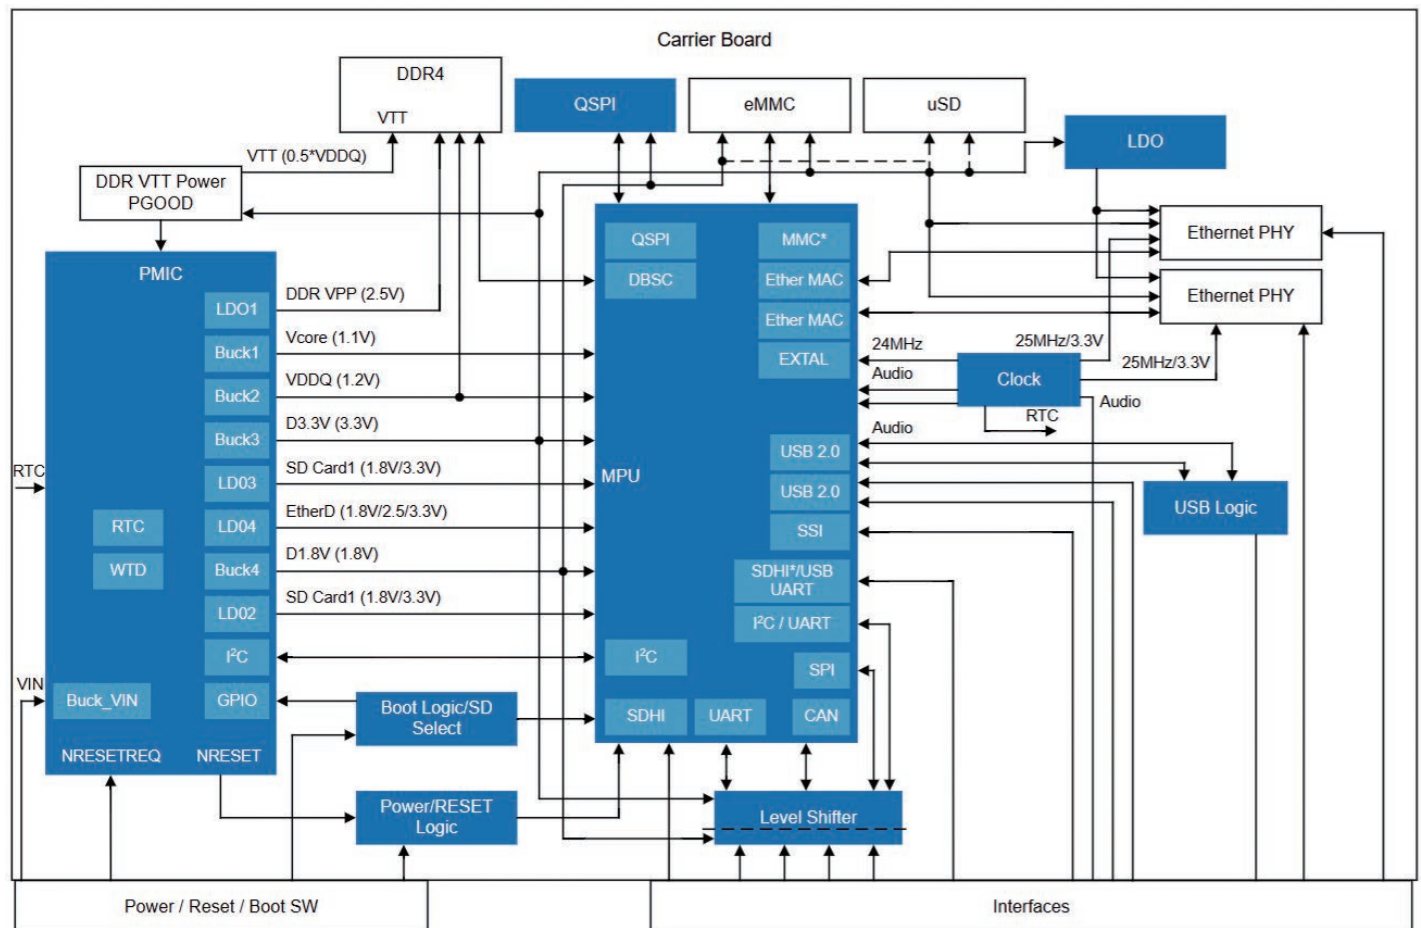 Carrier Board
DDR4
VTT
QSPI
eMMC
uSD
LDO
VTT (0.5*VDDQ)
DDR VTT Power
PGOOD
PMIC
LDO1
Buck1
Buck2
Buck3
LD03
LD04
Buck4
LD02
I²C
GPIO
RTC
WTD
Buck_VIN
NRESETREQ
NRESET
RTC
VIN
DDR VPP (2.5V)
Vcore (1.1V)
VDDQ (1.2V)
D3.3V (3.3V)
SD Card1 (1.8V/3.3V)
EtherD (1.8V/2.5/3.3V)
D1.8V (1.8V)
SD Card1 (1.8V/3.3V)
Boot Logic/SD
Select
Power/RESET
Logic
MPU
QSPI
DBSC
MMC*
Ether MAC
Ether MAC
EXTAL
USB 2.0
USB 2.0
SSI
SDHI*/USB
UART
I²C / UART
SPI
I²C
SDHI
UART
CAN
Ethernet PHY
Ethernet PHY
24MHz
Audio
Audio
Clock
25MHz/3.3V
25MHz/3.3V
Audio
RTC
USB Logic
Level Shifter
Power / Reset / Boot SW
Interfaces